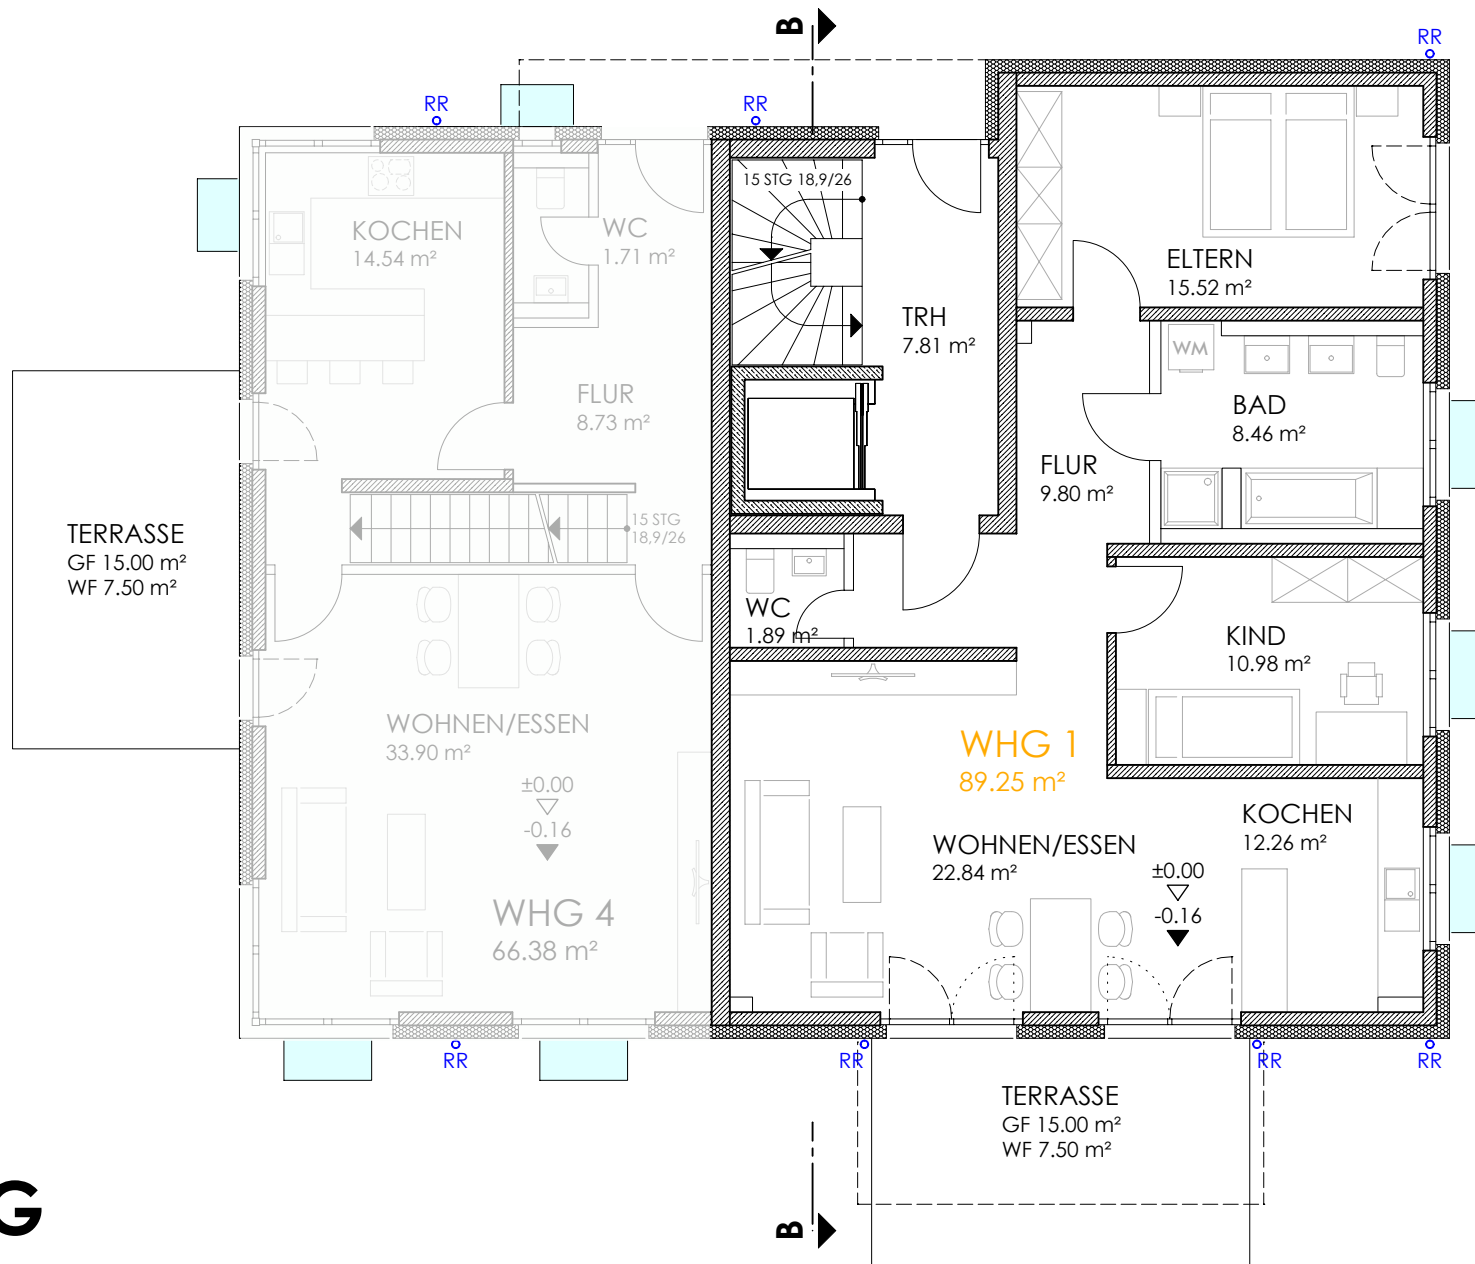 B
RR
RR
RR
15 STG 18,9/26
KOCHEN
14.54 m²
WC
1.71 m²
ELTERN
15.52 m²
TRH
7.81 m²
WM
FLUR
8.73 m²
BAD
8.46 m²
FLUR
9.80 m²
TERRASSE
GF 15.00 m²
WF 7.50 m²
15 STG
18,9/26
WC
1.89 m²
KIND
10.98 m²
WOHNEN/ESSEN
33.90 m²
WHG 1
89.25 m²
±0.00
-0.16
KOCHEN
12.26 m²
WOHNEN/ESSEN
22.84 m²
±0.00
-0.16
WHG 4
66.38 m²
RR
RR
RR
RR
TERRASSE
GF 15.00 m²
WF 7.50 m²
G
B